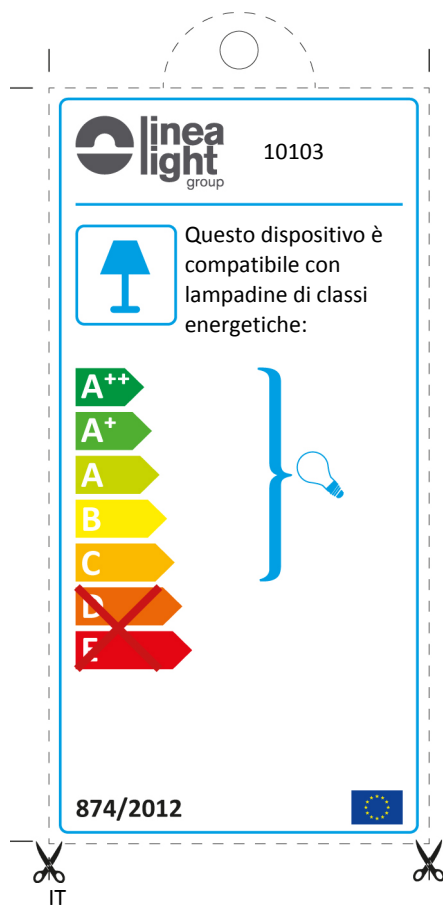 linea
light
group
10103
Questo dispositivo è
compatibile con
lampadine di classi
energetiche:
A++
A+
A
B
C
D
E
874/2012
IT